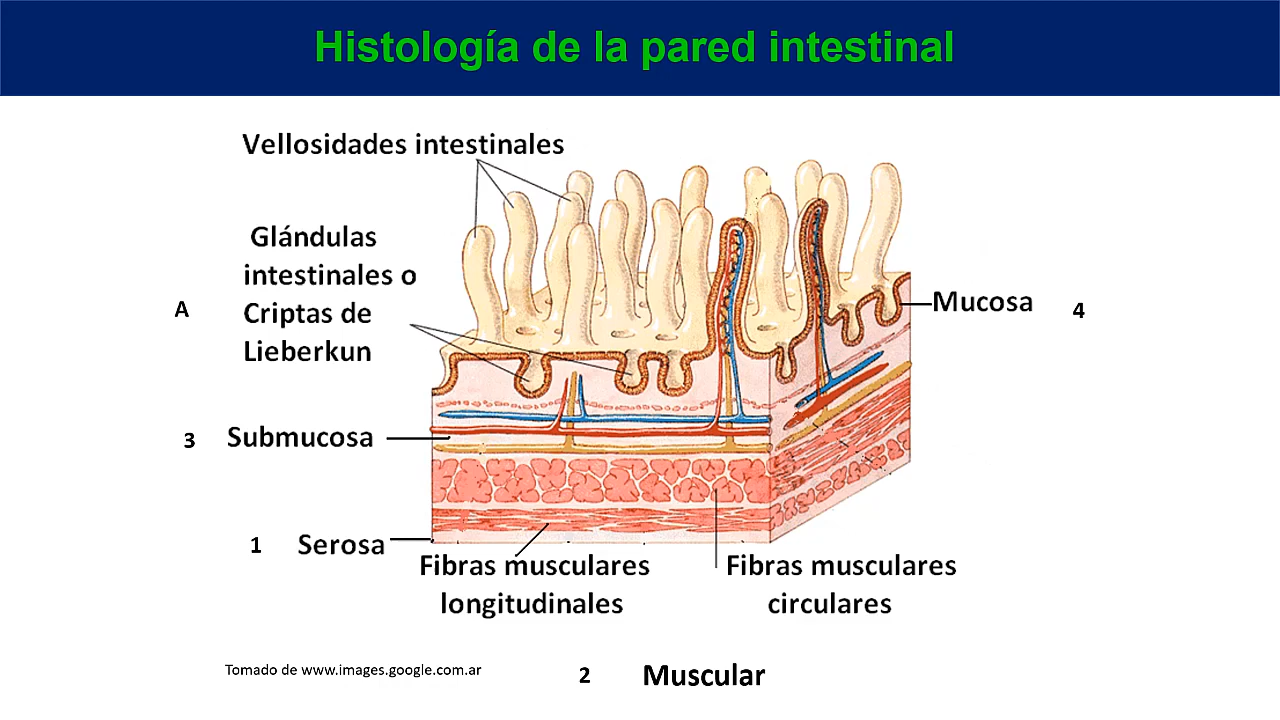 Histología de la pared intestinal
Vellosidades intestinales
Glándulas
intestinales o
Criptas de
Lieberkun
A
Mucosa
4
3
Submucosa
1
Serosa
Fibras musculares
longitudinales
Fibras musculares
circulares
Tomado de www.images.google.com.ar
2
Muscular